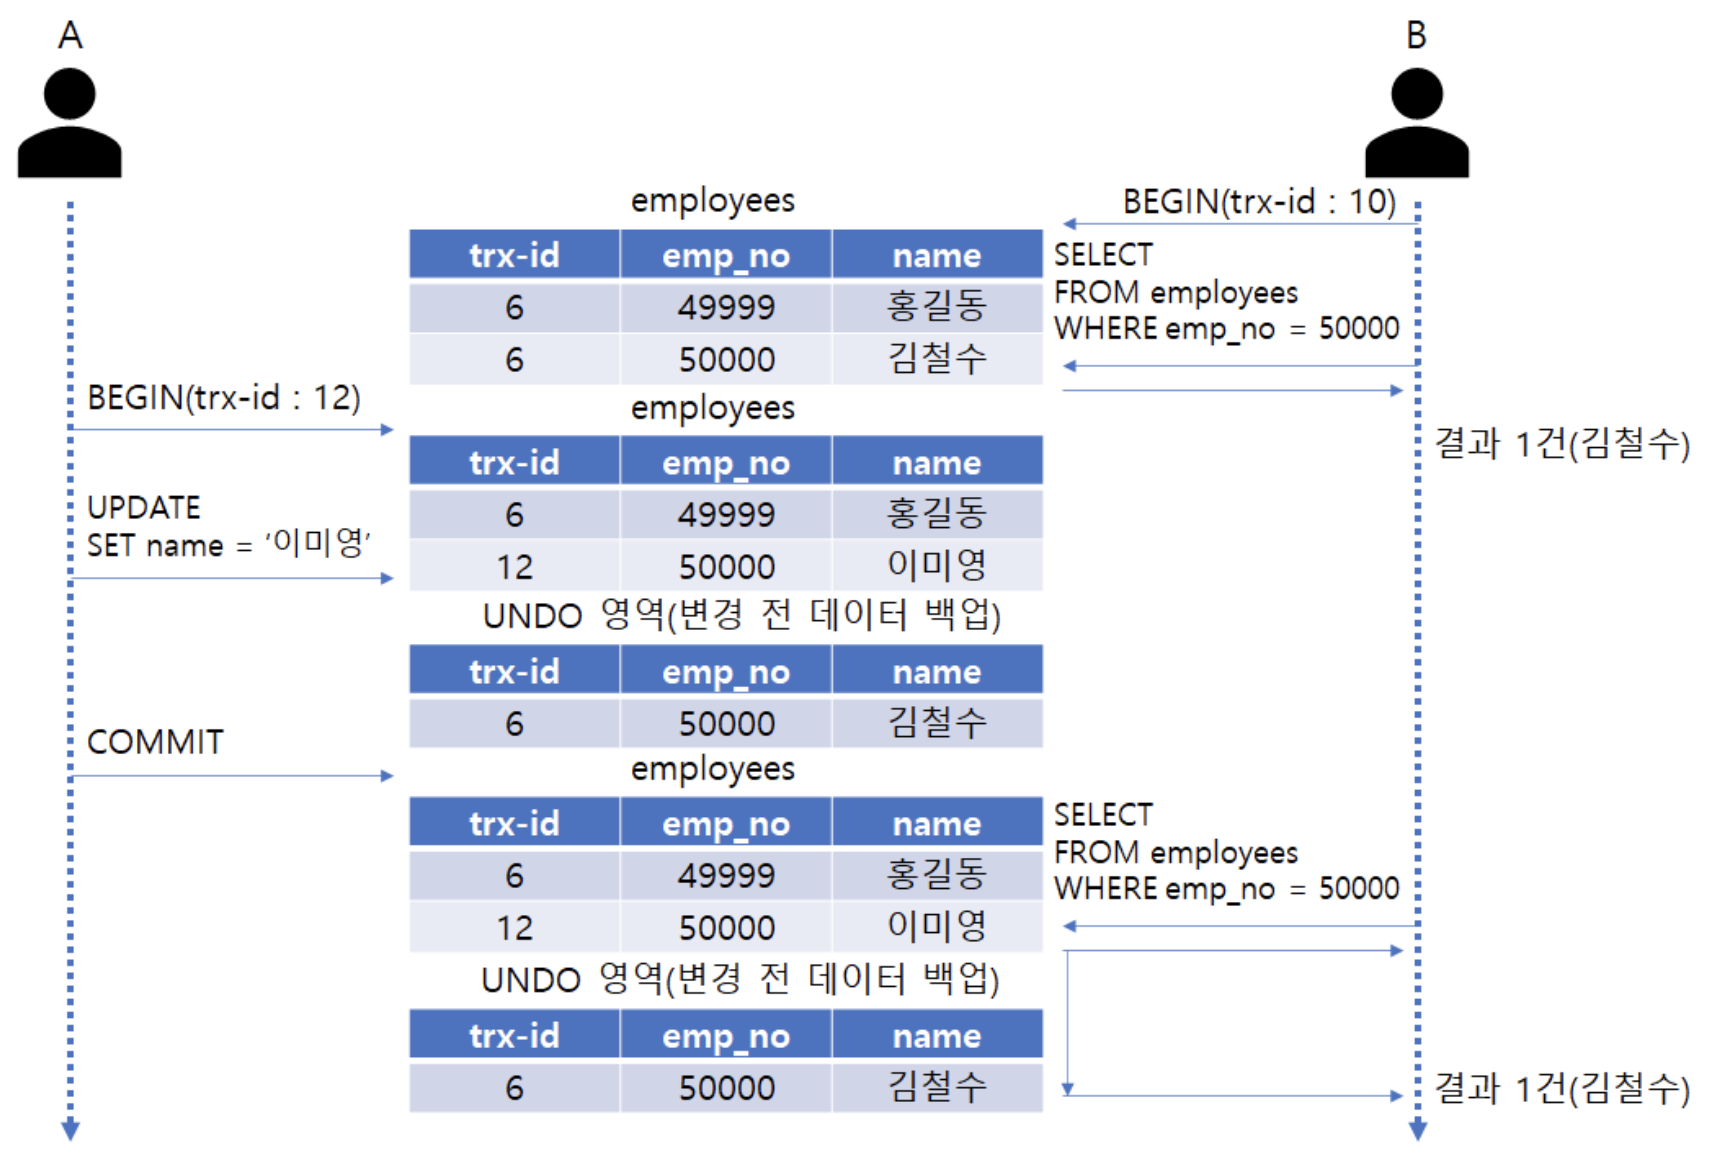 A
B
employees
BEGIN(trx-id : 10)
trx-id emp_no name
6 49999 홍길동
6 50000 김철수
SELECT
FROM employees
WHERE emp_no = 50000
BEGIN(trx-id : 12)
employees
결과 1건(김철수)
trx-id emp_no name
6 49999 홍길동
12 50000 이미영
UPDATE
SET name = '이미영'
UNDO 영역(변경 전 데이터 백업)
trx-id emp_no name
6 50000 김철수
COMMIT
employees
trx-id emp_no name
6 49999 홍길동
12 50000 이미영
SELECT
FROM employees
WHERE emp_no = 50000
UNDO 영역(변경 전 데이터 백업)
trx-id emp_no name
6 50000 김철수
결과 1건(김철수)